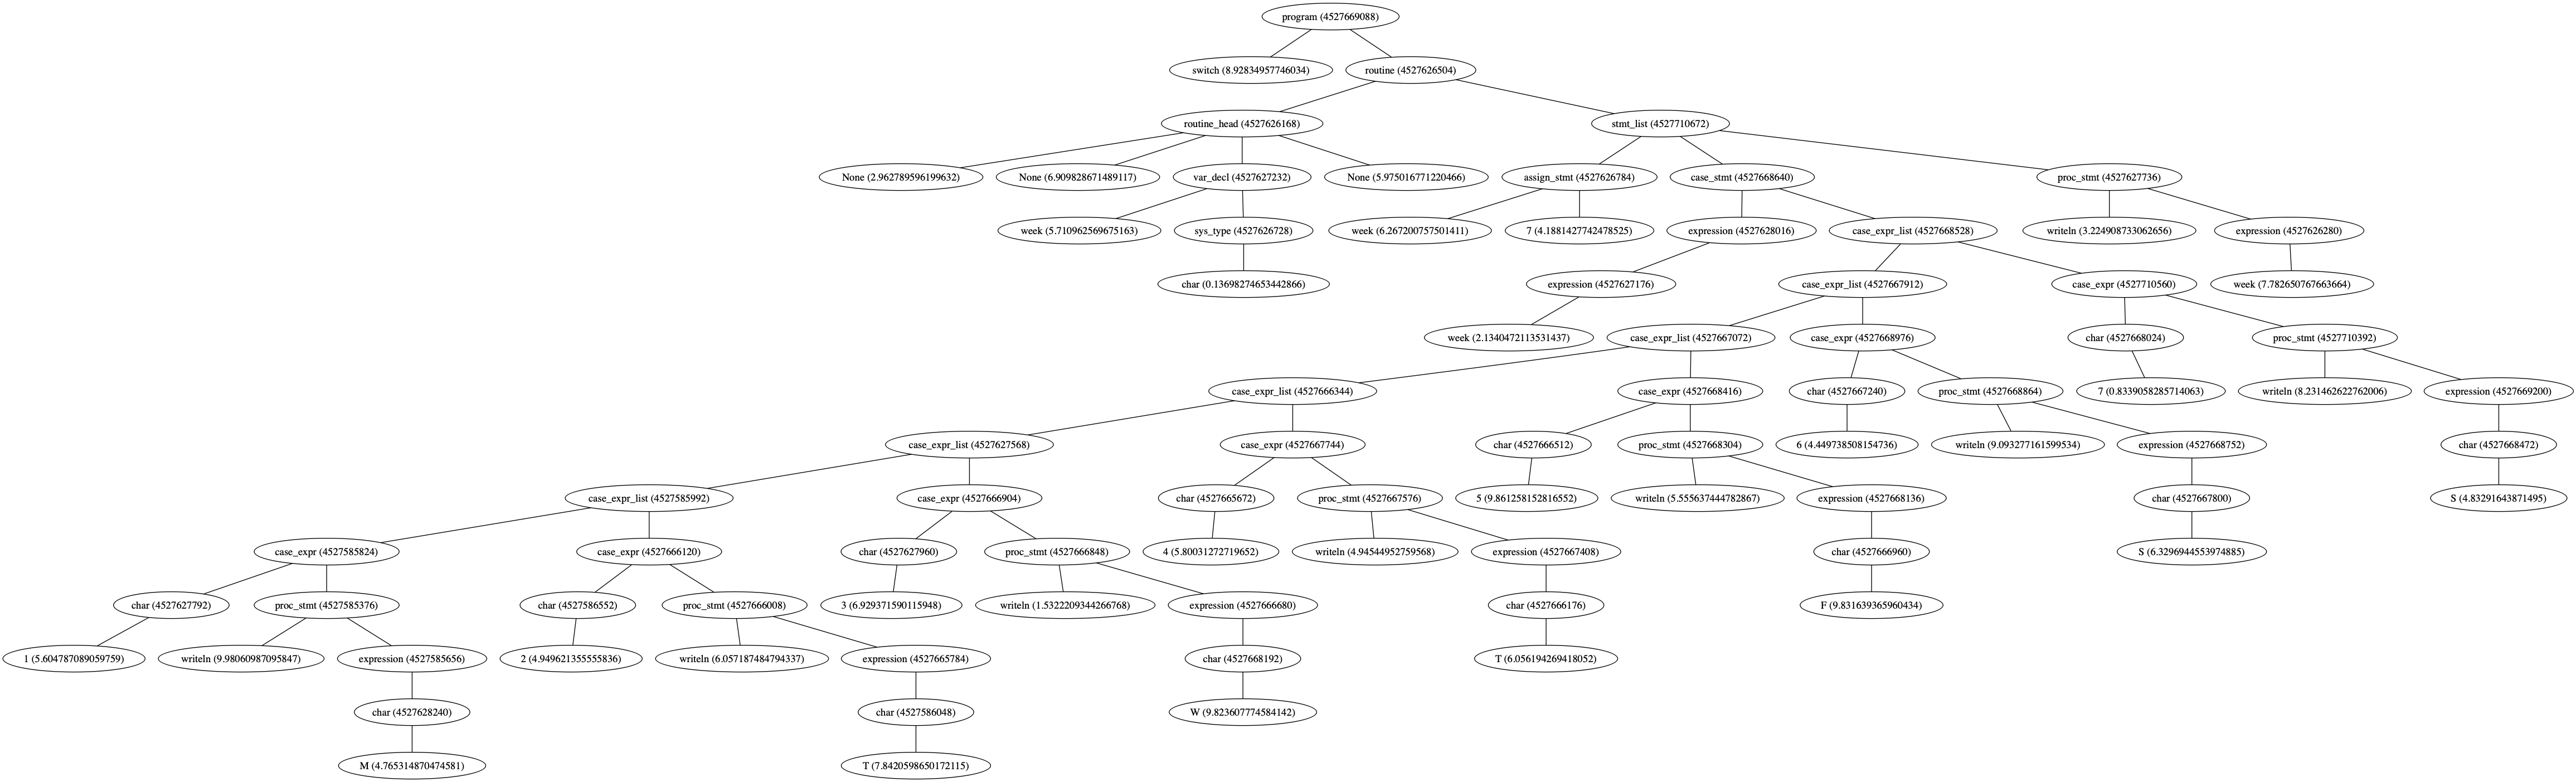 program (4527669088)
switch (8.92834957746034)
routine (4527626504)
routine_head (4527626168)
stmt_list (4527710672)
None (2.962789596199632)
None (6.909828671489117)
var_decl (4527627232)
None (5.975016771220466)
assign_stmt (4527626784)
case_stmt (4527668640)
proc_stmt (4527627736)
week (5.710962569675163)
sys_type (4527626728)
week (6.267200757501411)
7 (4.1881427742478525)
expression (4527628016)
case_expr_list (4527668528)
writeln (3.224908733062656)
expression (4527626280)
char (0.13698274653442866)
expression (4527627176)
case_expr_list (4527667912)
case_expr (4527710560)
week (7.782650767663664)
week (2.1340472113531437)
case_expr_list (4527667072)
case_expr (4527668976)
char (4527668024)
proc_stmt (4527710392)
case_expr_list (4527666344)
case_expr (4527668416)
char (4527667240)
proc_stmt (4527668864)
7 (0.8339058285714063)
writeln (8.231462622762006)
expression (4527669200)
case_expr_list (4527627568)
case_expr (4527667744)
char (4527666512)
proc_stmt (4527668304)
6 (4.449738508154736)
writeln (9.093277161599534)
expression (4527668752)
char (4527668472)
case_expr_list (4527585992)
case_expr (4527666904)
char (4527665672)
proc_stmt (4527667576)
5 (9.861258152816552)
writeln (5.555637444782867)
expression (4527668136)
char (4527667800)
S (4.83291643871495)
case_expr (4527585824)
case_expr (4527666120)
char (4527627960)
proc_stmt (4527666848)
4 (5.80031272719652)
writeln (4.94544952759568)
expression (4527667408)
char (4527666960)
S (6.3296944553974885)
char (4527627792)
proc_stmt (4527585376)
char (4527586552)
proc_stmt (4527666008)
3 (6.929371590115948)
writeln (1.5322209344266768)
expression (4527666680)
char (4527666176)
F (9.831639365960434)
1 (5.604787089059759)
writeln (9.98060987095847)
expression (4527585656)
2 (4.949621355555836)
writeln (6.057187484794337)
expression (4527665784)
char (4527668192)
T (6.056194269418052)
char (4527628240)
char (4527586048)
W (9.823607774584142)
M (4.765314870474581)
T (7.8420598650172115)